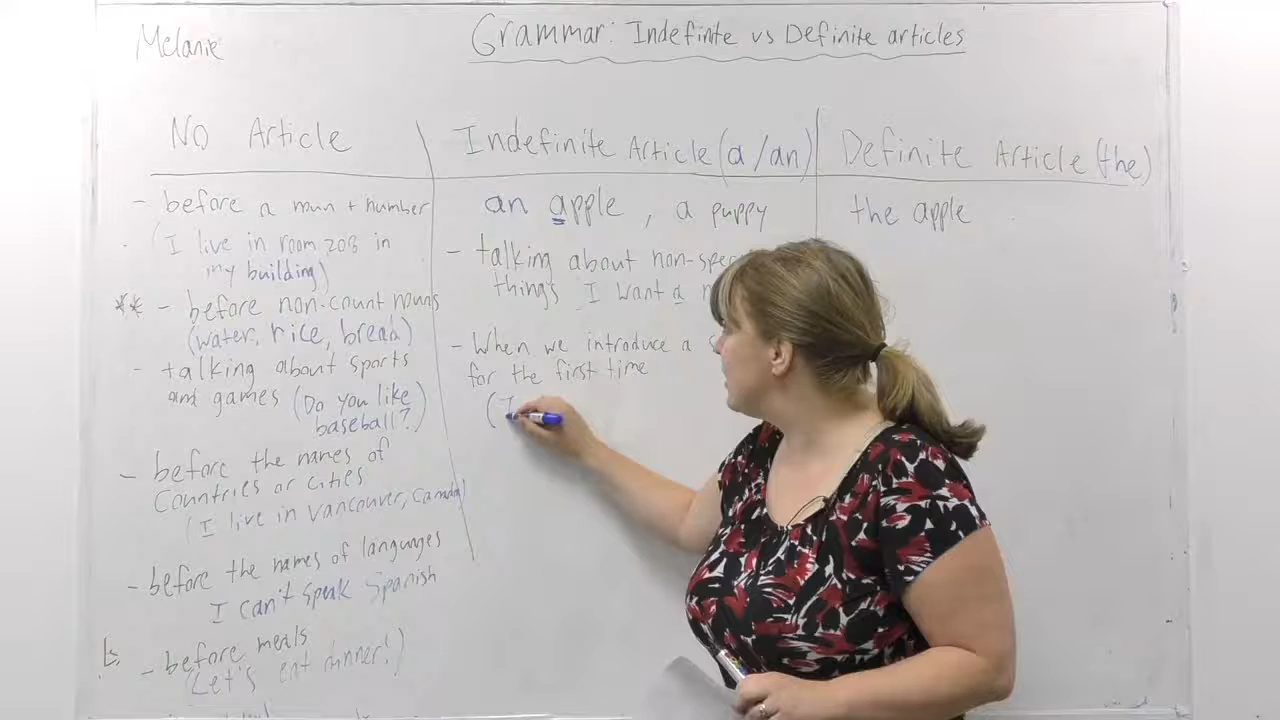 Melanie
Grammar: Indefinite vs Definite articles
No Article
- before a noun + number
(I live in room 203 in
my building)
** - before non-count nouns
(water, rice, bread)
- talking about sports
and games (Do you like
baseball?)
- before the names of
Countries or cities
(I live in Vancouver, Canada)
- before the names of languages
I can't speak Spanish
- before meals
Let's eat dinner!)
Indefinite Article (a/an)
an apple, a puppy
- talking about non-spec
things I want a
- When we introduce a
for the first time
(I
Definite Article (the)
the apple